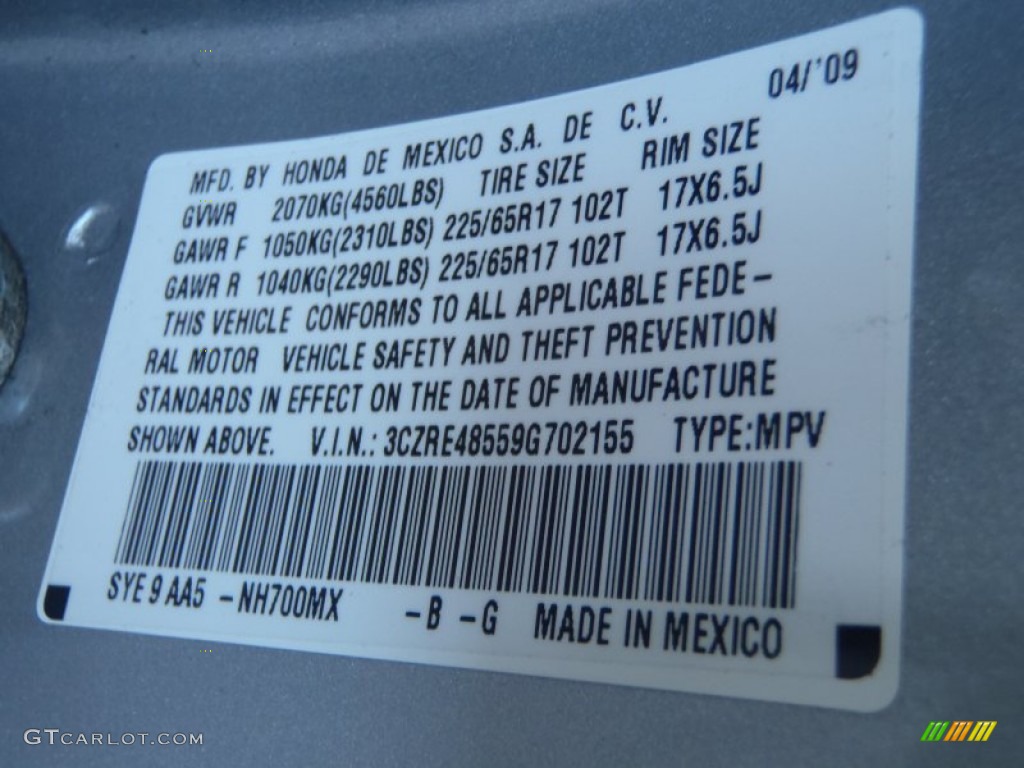 04/'09
MFD. BY HONDA DE MEXICO S.A. DE C.V.
GVWR 2070KG(4560LBS) TIRE SIZE RIM SIZE
GAWR F 1050KG(2310LBS) 225/65R17 102T 17X6.5J
GAWR R 1040KG(2290LBS) 225/65R17 102T 17X6.5J
THIS VEHICLE CONFORMS TO ALL APPLICABLE FEDE-
RAL MOTOR VEHICLE SAFETY AND THEFT PREVENTION
STANDARDS IN EFFECT ON THE DATE OF MANUFACTURE
SHOWN ABOVE. V.I.N.: 3CZRE48559G702155 TYPE:MPV
SYE 9 AA5 -NH700MX -B -G MADE IN MEXICO
GTCARLOT.COM